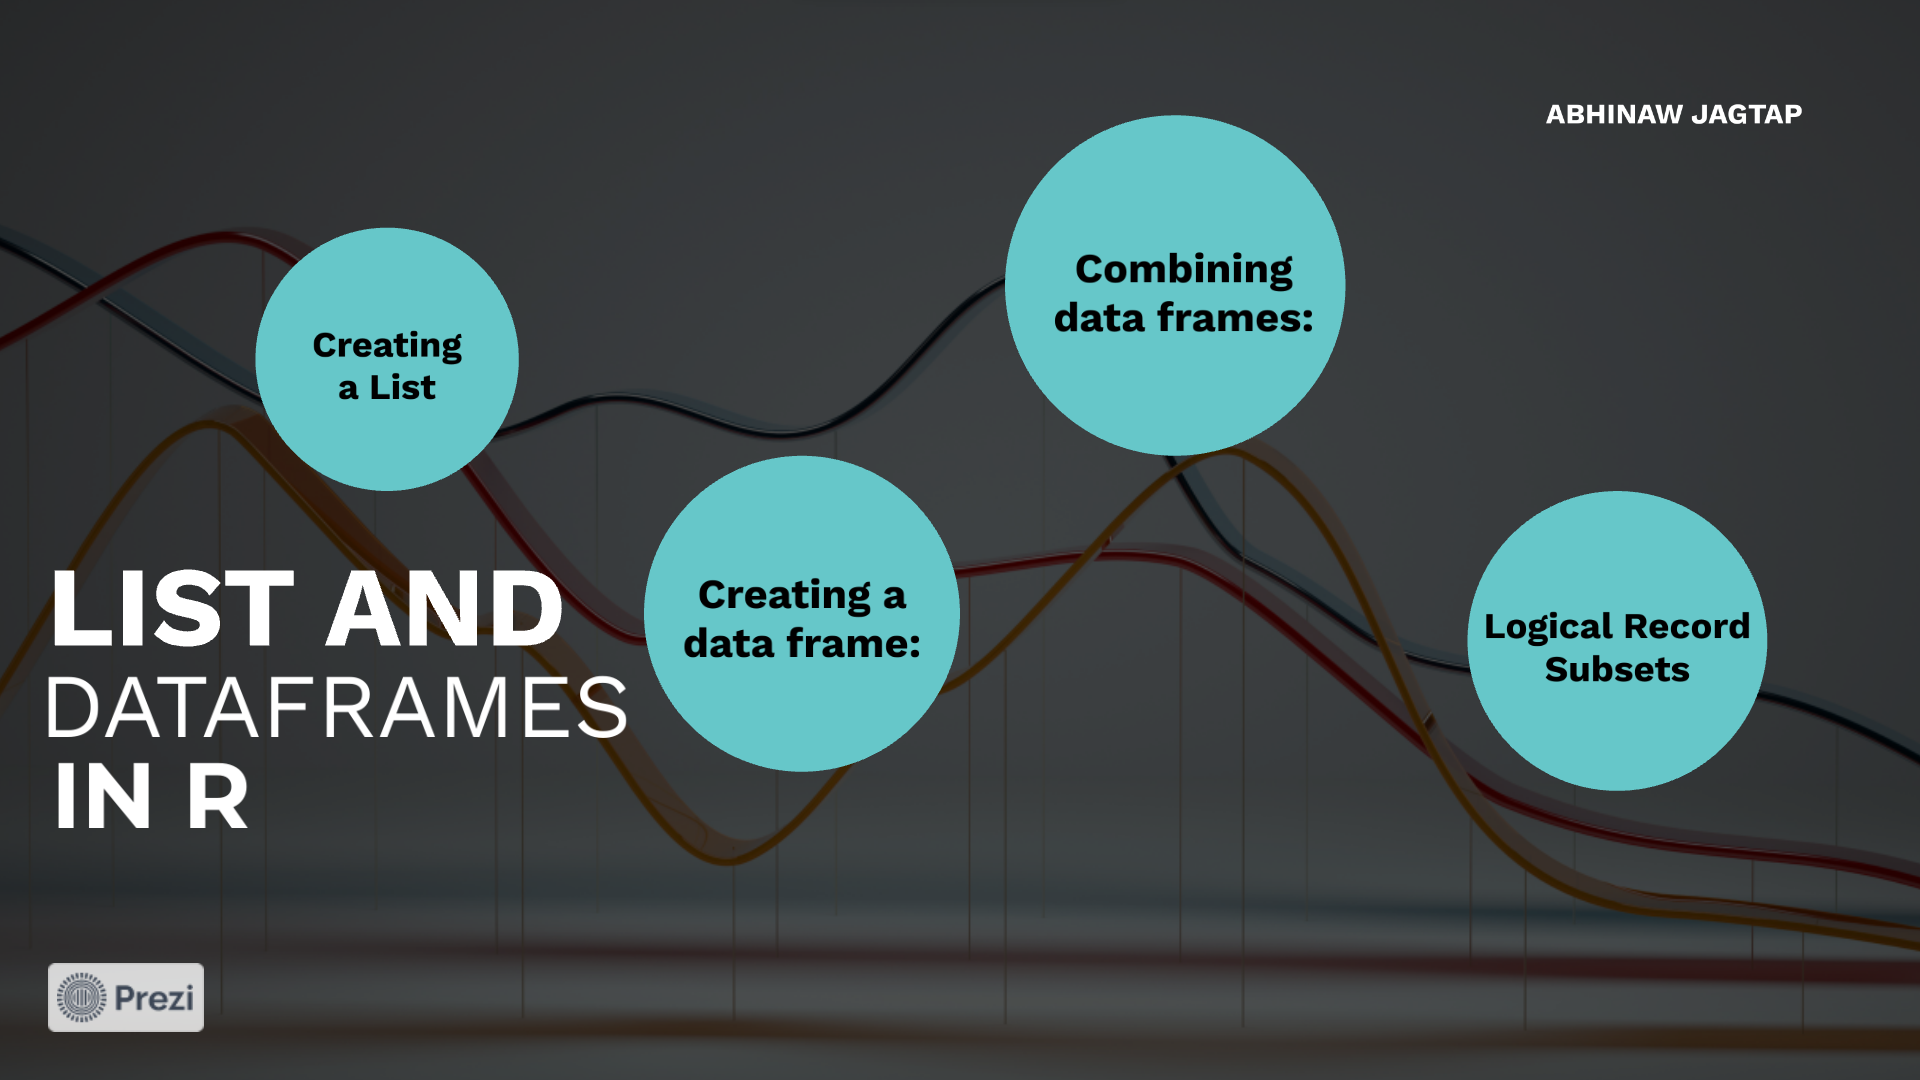 ABHINAW JAGTAP
Combining
data frames:
Creating
a List
Creating a
data frame:
Logical Record
Subsets
LIST AND
DATAFRAMES
IN R
Prezi